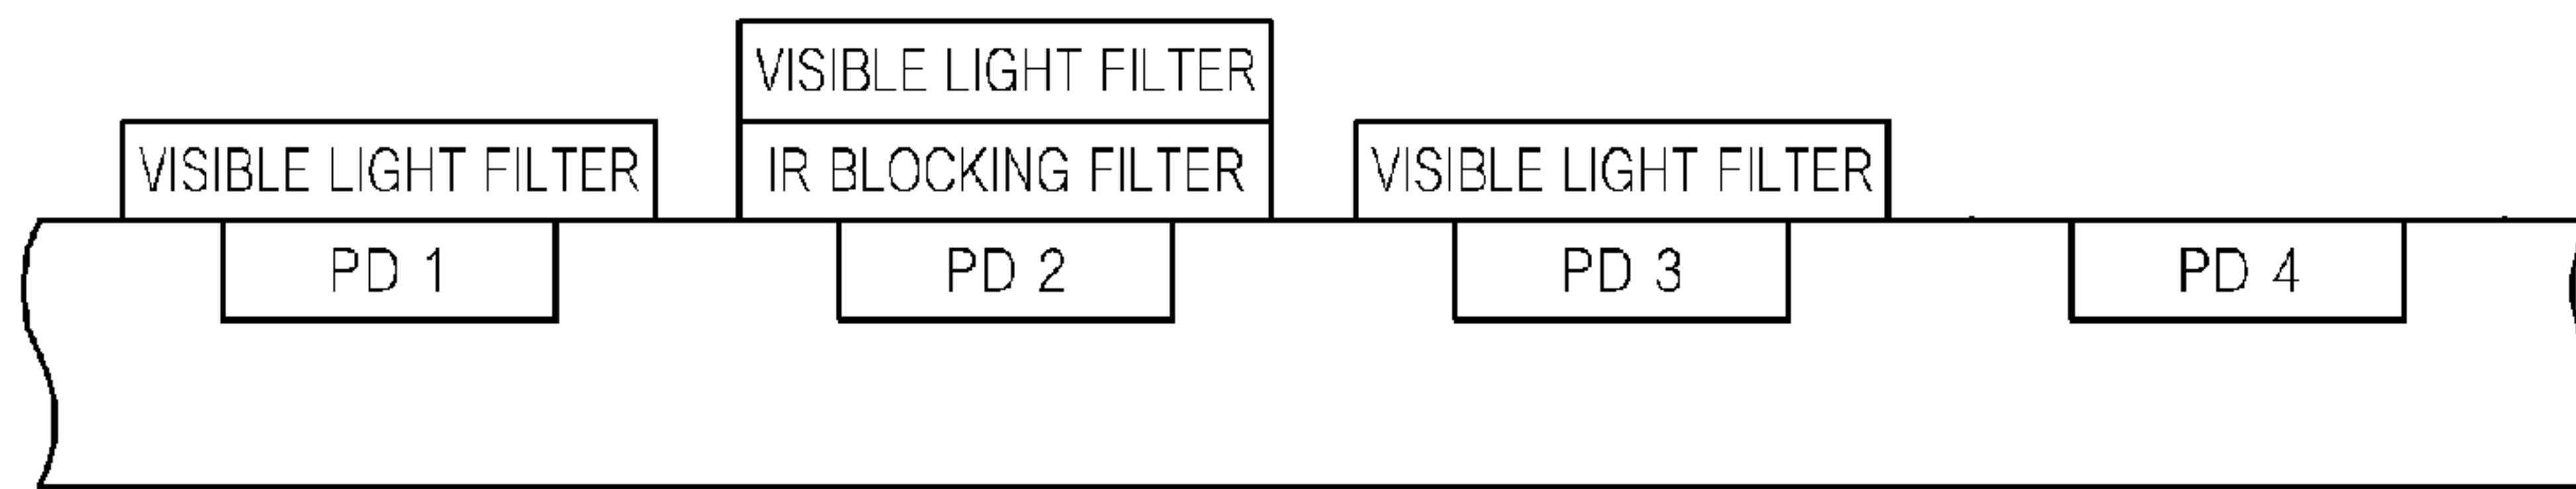 VISIBLE LIGHT FILTER
VISIBLE LIGHT FILTER
IR BLOCKING FILTER
VISIBLE LIGHT FILTER
PD 1
PD 2
PD 3
PD 4